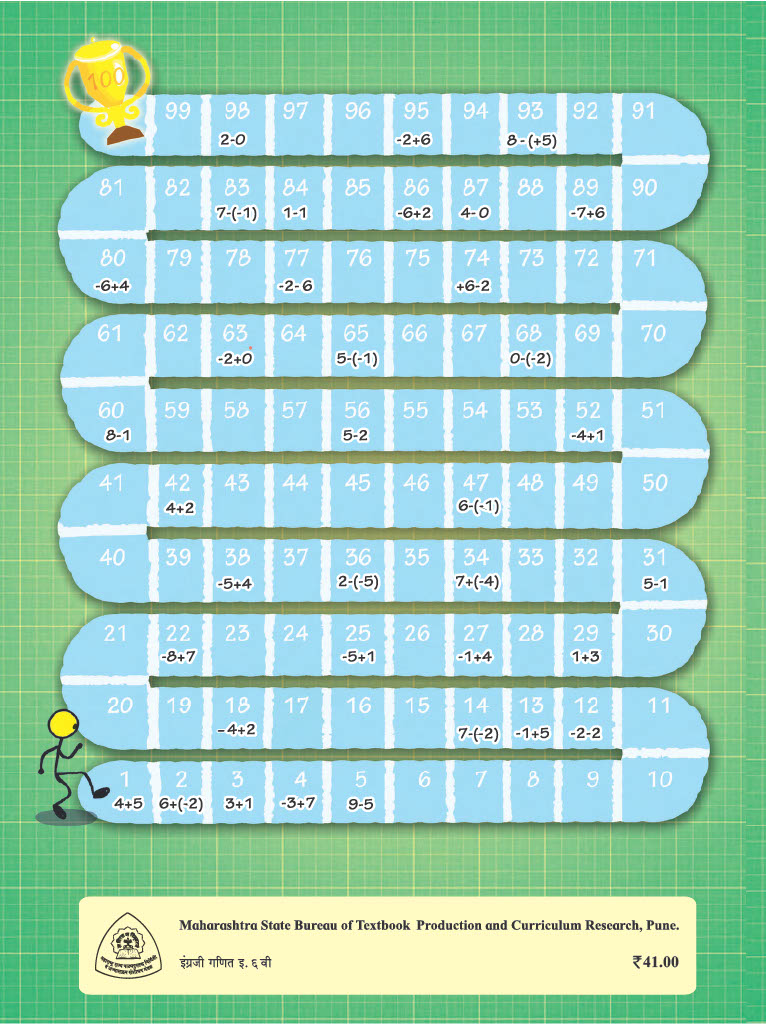 100 99 98 97 96 95 94 93 92 91
2-0 -2+6 8-(+5)
81 82 83 84 85 86 87 88 89 90
7-(-1) 1-1 -6+2 4-0 -7+6
80 79 78 77 76 75 74 73 72 71
-6+4 -2-6 +6-2
61 62 63 64 65 66 67 68 69 70
-2+0 5-(-1) 0-(-2)
60 59 58 57 56 55 54 53 52 51
8-1 5-2 -4+1
41 42 43 44 45 46 47 48 49 50
4+2 6-(-1)
40 39 38 37 36 35 34 33 32 31
-5+4 2-(-5) 7+(-4) 5-1
21 22 23 24 25 26 27 28 29 30
-8+7 -5+1 -1+4 1+3
20 19 18 17 16 15 14 13 12 11
-4+2 7-(-2) -1+5 -2-2
1 2 3 4 5 6 7 8 9 10
4+5 6+(-2) 3+1 -3+7 9-5
Maharashtra State Bureau of Textbook Production and Curriculum Research, Pune.
इंग्रजी गणित इ. ६ वी ₹41.00